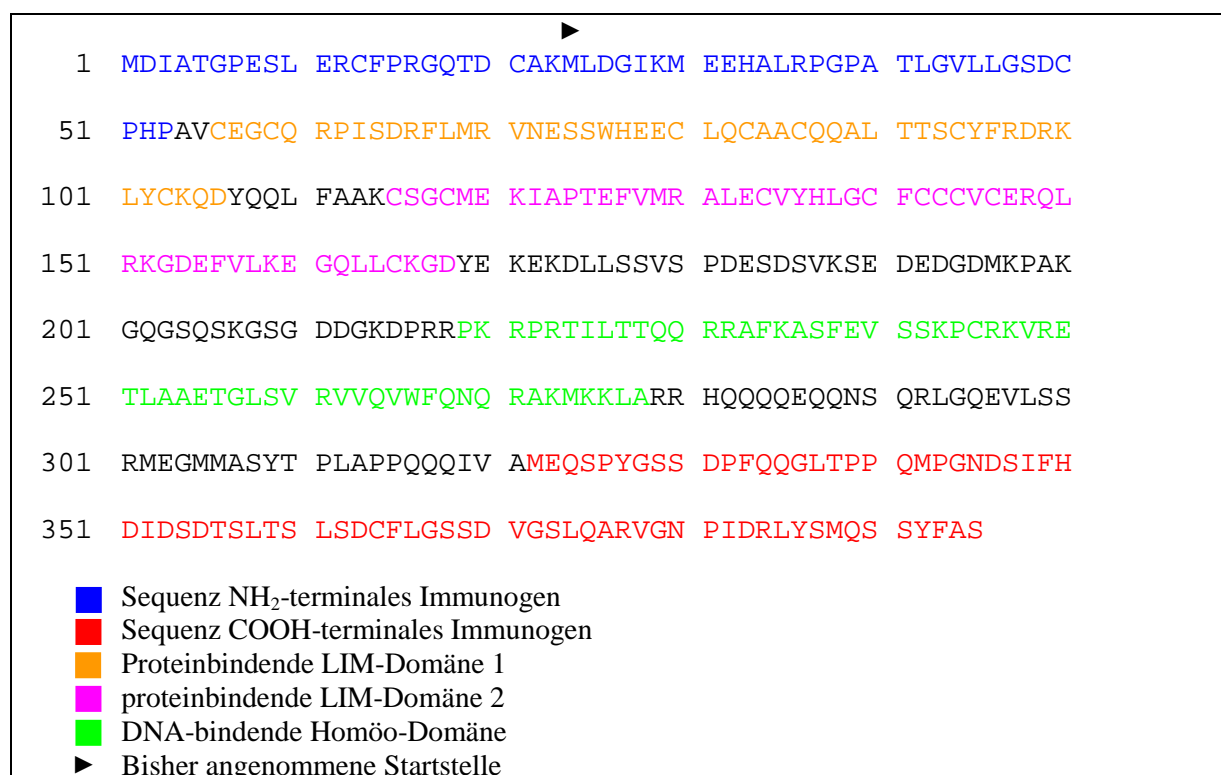 ►
1 MDIATGPESL ERCFPRGQTD CAKMLDGIKM EEHALRPGPA TLGVLLGSDC
51 PHPAVCEGCQ RPISDRFLMR VNESSWHEEC LQCAACQQAL TTSCYFRDRK
101 LYCKQDYQQL FAAKCSGCME KIAPTEFVMR ALECVYHLGC FCCCVCERQL
151 RKGDEFVLKE GQLLCKGDYE KEKDLLSSVS PDESDSVKSE DEDGDMKPAK
201 GQGSQSKGSG DDGKDPRRPK RPRTILTTQQ RRAFKASFEV SSKPCRKVRE
251 TLAAETGLSV RVVQVWFQNQ RAKMKKLARR HQQQQEQQNS QRLGQEVLSS
301 RMEGMMASYT PLAPPQQQIV AMEQSPYGSS DPFQQGLTPP QMPGNDSIFH
351 DIDSDTSLTS LSDCFLGSSD VGSLQARVGN PIDRLYSMQS SYFAS
Sequenz NH₂-terminales Immunogen
Sequenz COOH-terminales Immunogen
Proteinbindende LIM-Domäne 1
proteinbindende LIM-Domäne 2
DNA-bindende Homöo-Domäne
► Bisher angenommene Startstelle